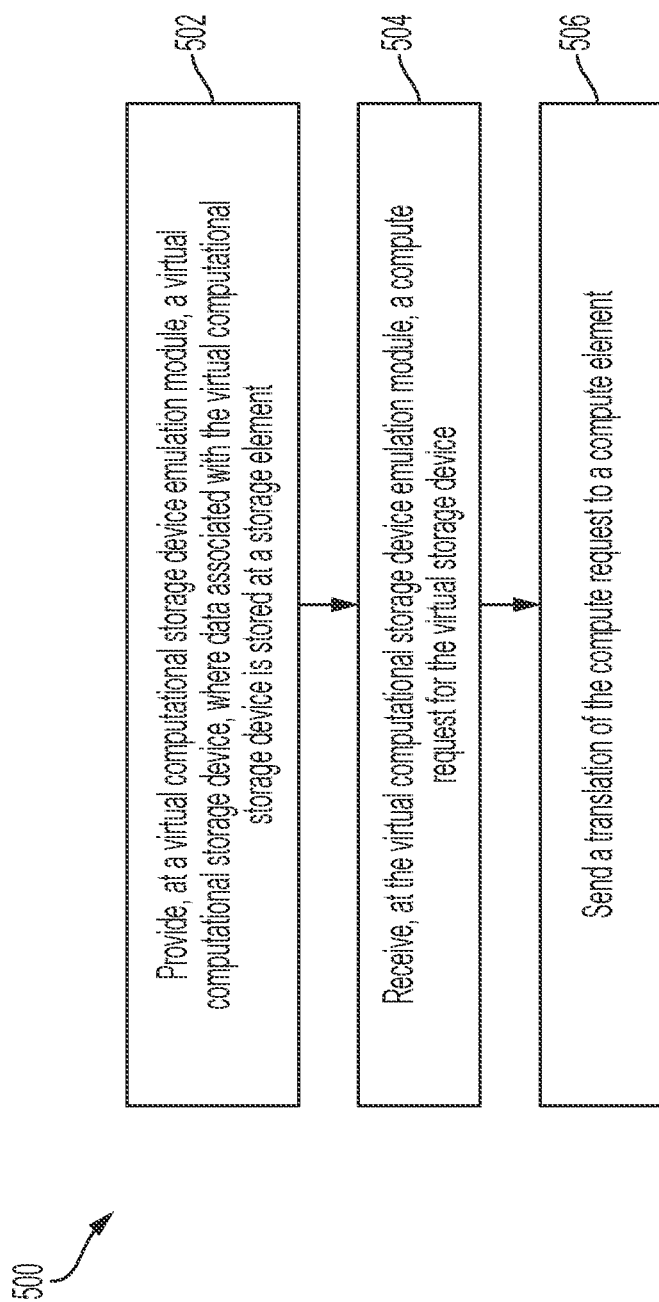 500
Provide, at a virtual computational storage device emulation module, a virtual
computational storage device, where data associated with the virtual computational
storage device is stored at a storage element
502
Receive, at the virtual computational storage device emulation module, a compute
request for the virtual storage device
504
Send a translation of the compute request to a compute element
506